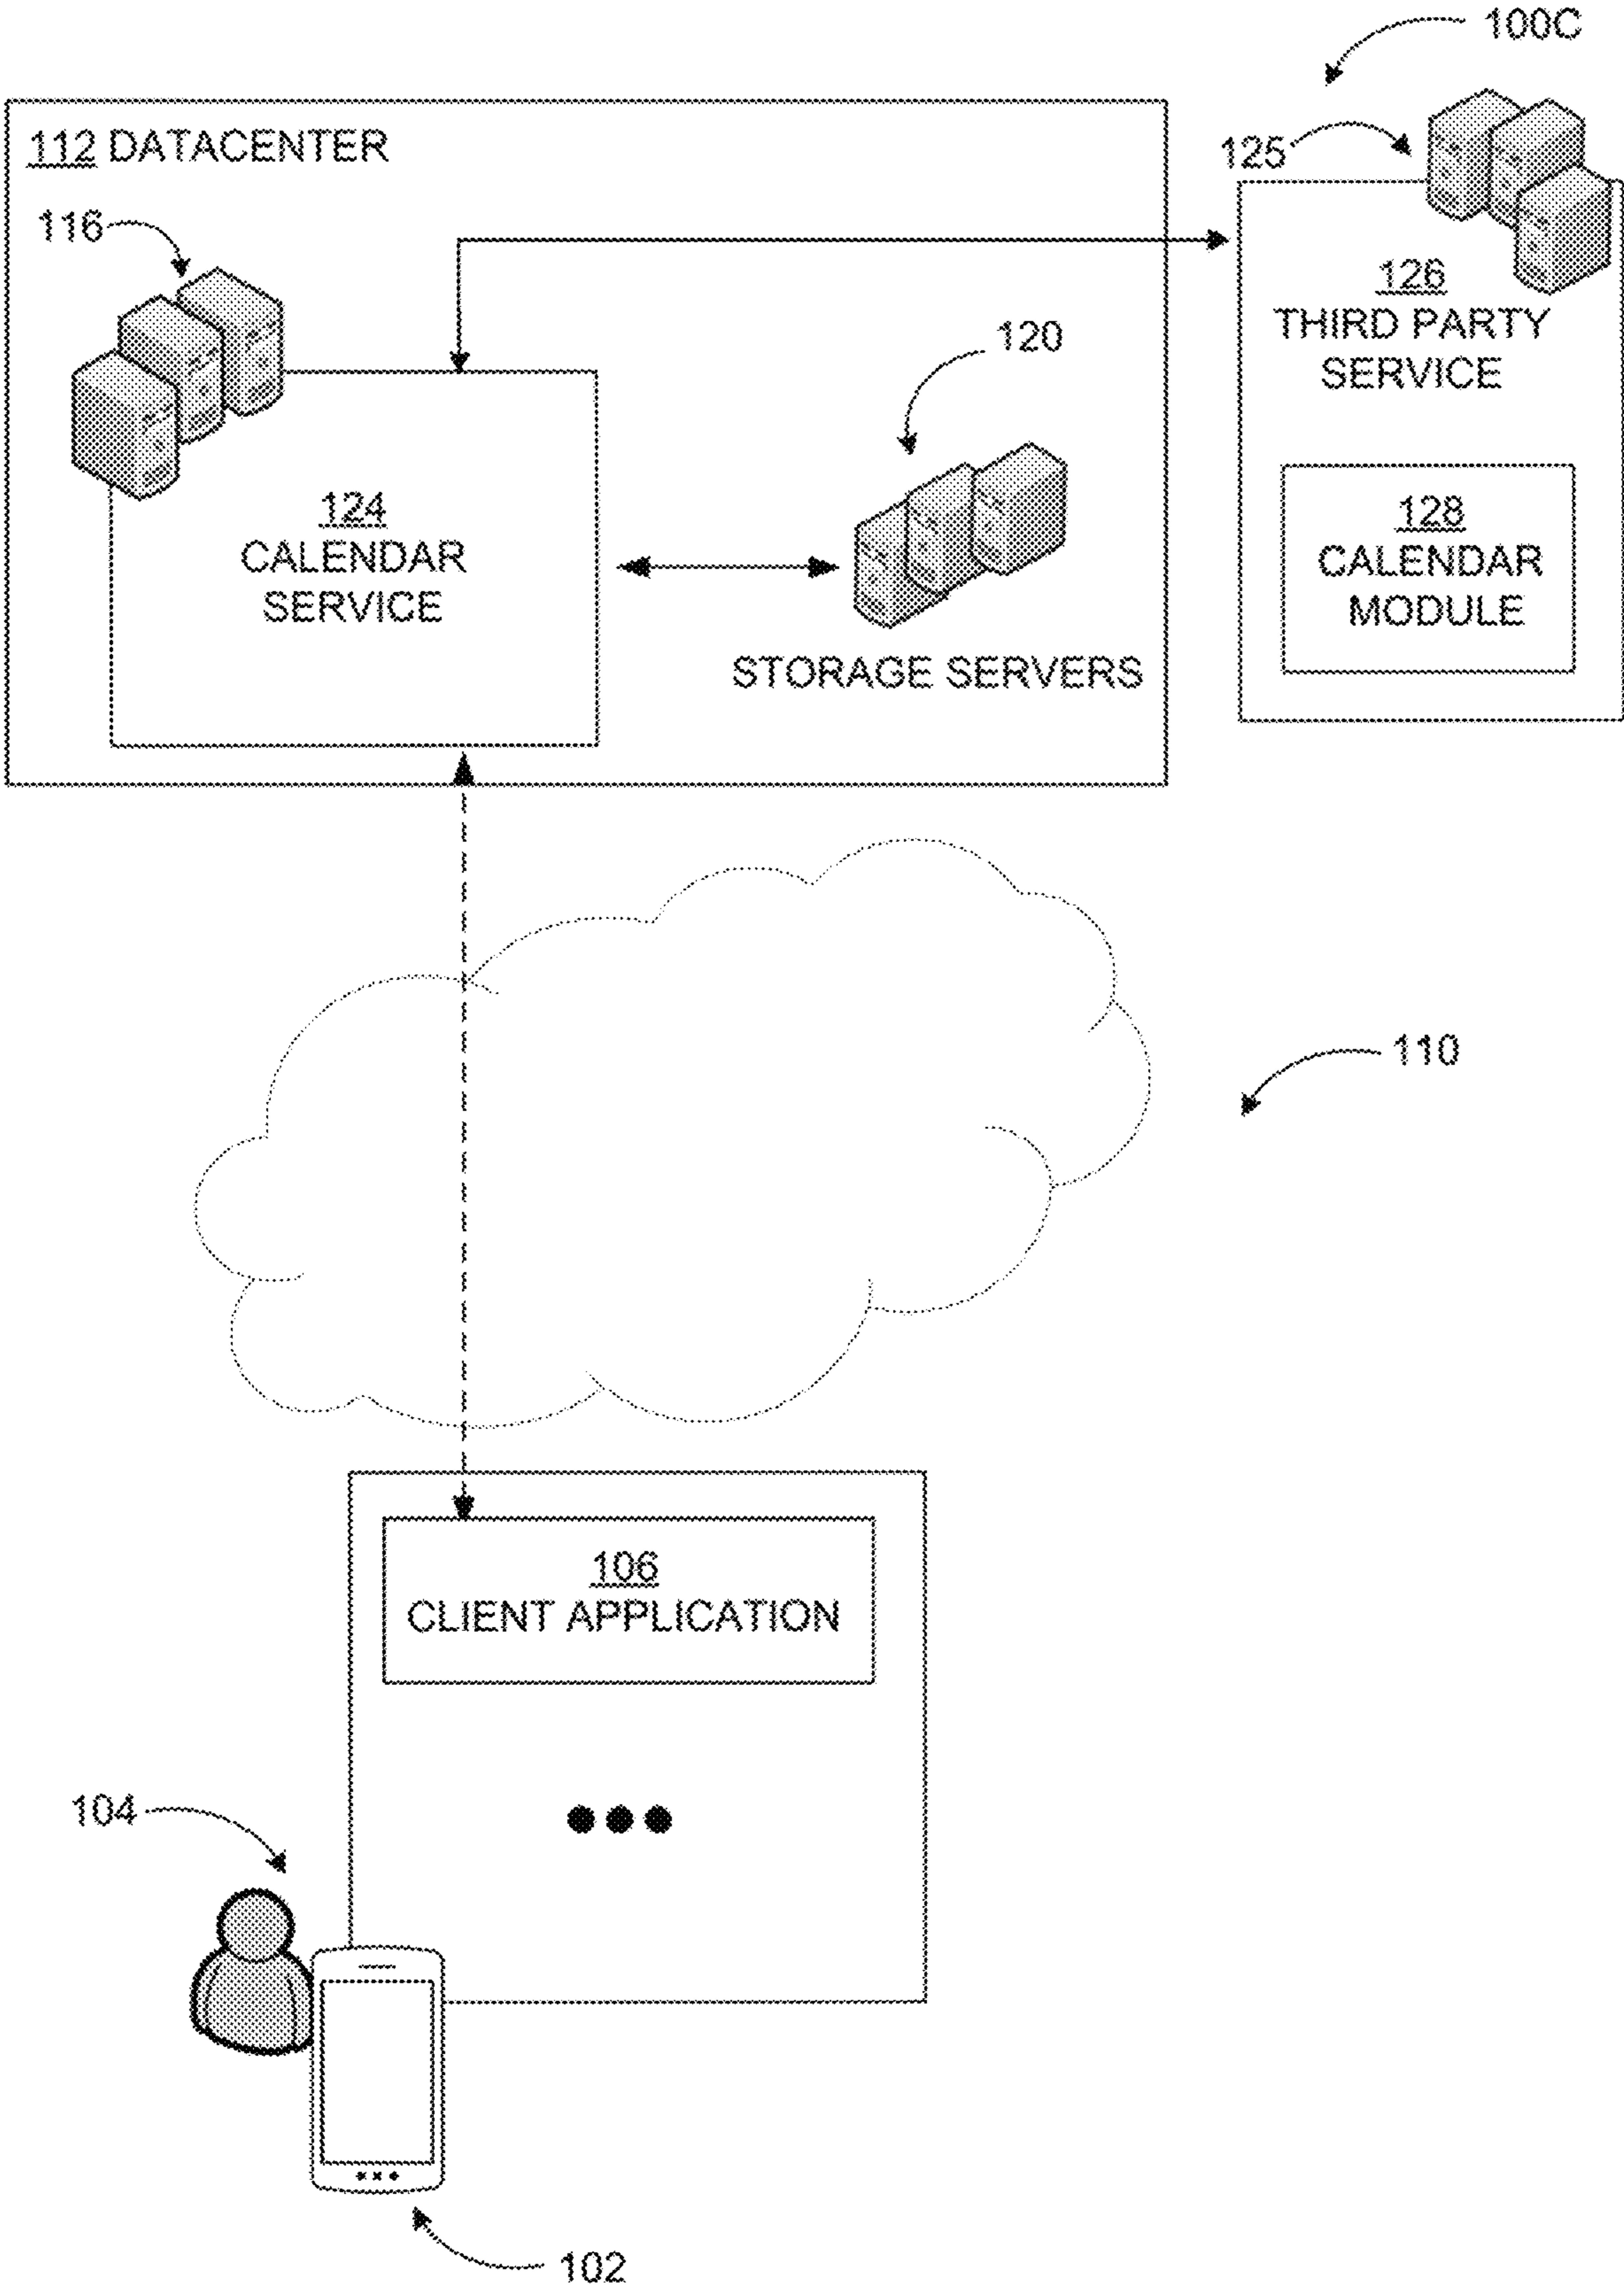 100C
112 DATACENTER
125
116
126
THIRD PARTY
SERVICE
120
124
CALENDAR
SERVICE
128
CALENDAR
MODULE
STORAGE SERVERS
110
106
CLIENT APPLICATION
104
102